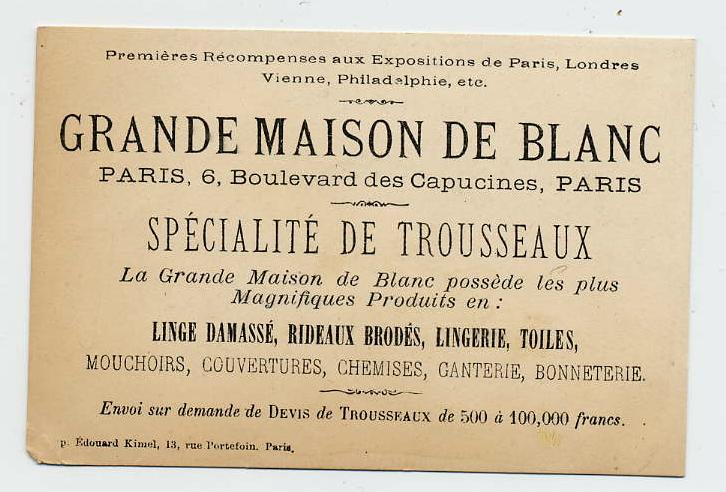 Premières Récompenses aux Expositions de Paris, Londres
Vienne, Philadelphie, etc.
GRANDE MAISON DE BLANC
PARIS, 6, Boulevard des Capucines, PARIS
SPÉCIALITÉ DE TROUSSEAUX
La Grande Maison de Blanc possède les plus
Magnifiques Produits en :
LINGE DAMASSÉ, RIDEAUX BRODÉS, LINGERIE, TOILES,
MOUCHOIRS, COUVERTURES, CHEMISES, GANTERIE, BONNETERIE.
Envoi sur demande de DEVIS de TROUSSEAUX de 500 à 100,000 francs.
p. Édouard Kimel, 13, rue Portefoin. Paris.